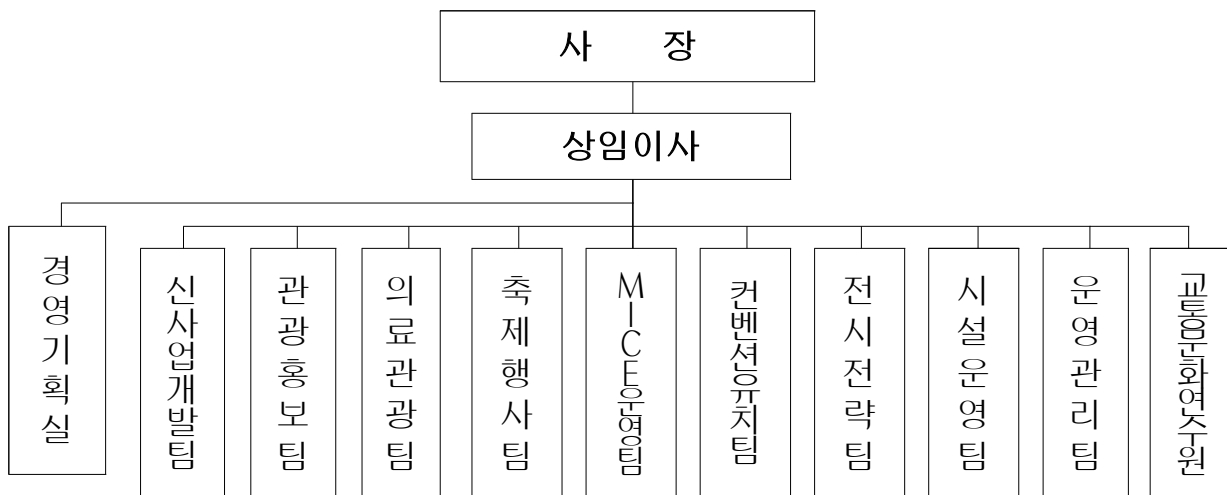 사 장
상임이사
경영기획실
신사업개발팀
관광홍보팀
의료관광팀
축제행사팀
MICE운영팀
컨벤션유치팀
전시전략팀
시설운영팀
운영관리팀
교통문화연수원